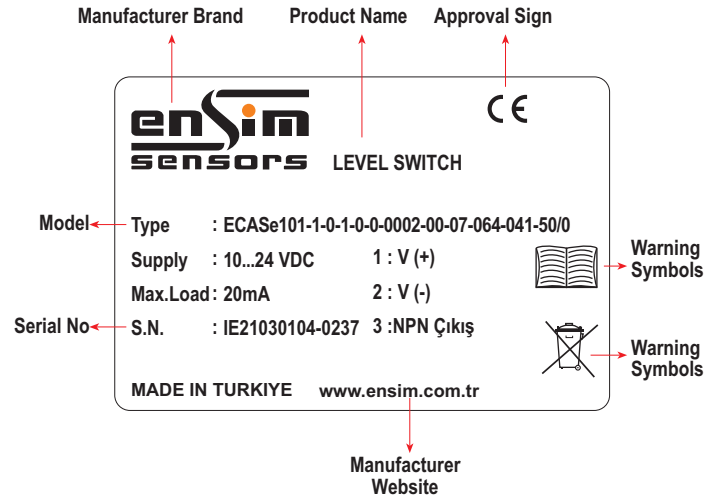 Manufacturer Brand Product Name Approval Sign
CE
ensim
sensors
LEVEL SWITCH
Model
Type : ECASe101-1-0-1-0-0-0002-00-07-064-041-50/0
Supply : 10...24 VDC 1 : V (+)
Warning
Symbols
Max.Load : 20mA 2 : V (-)
Serial No
S.N. : IE21030104-0237 3 :NPN Çıkış
Warning
Symbols
MADE IN TURKIYE www.ensim.com.tr
Manufacturer
Website